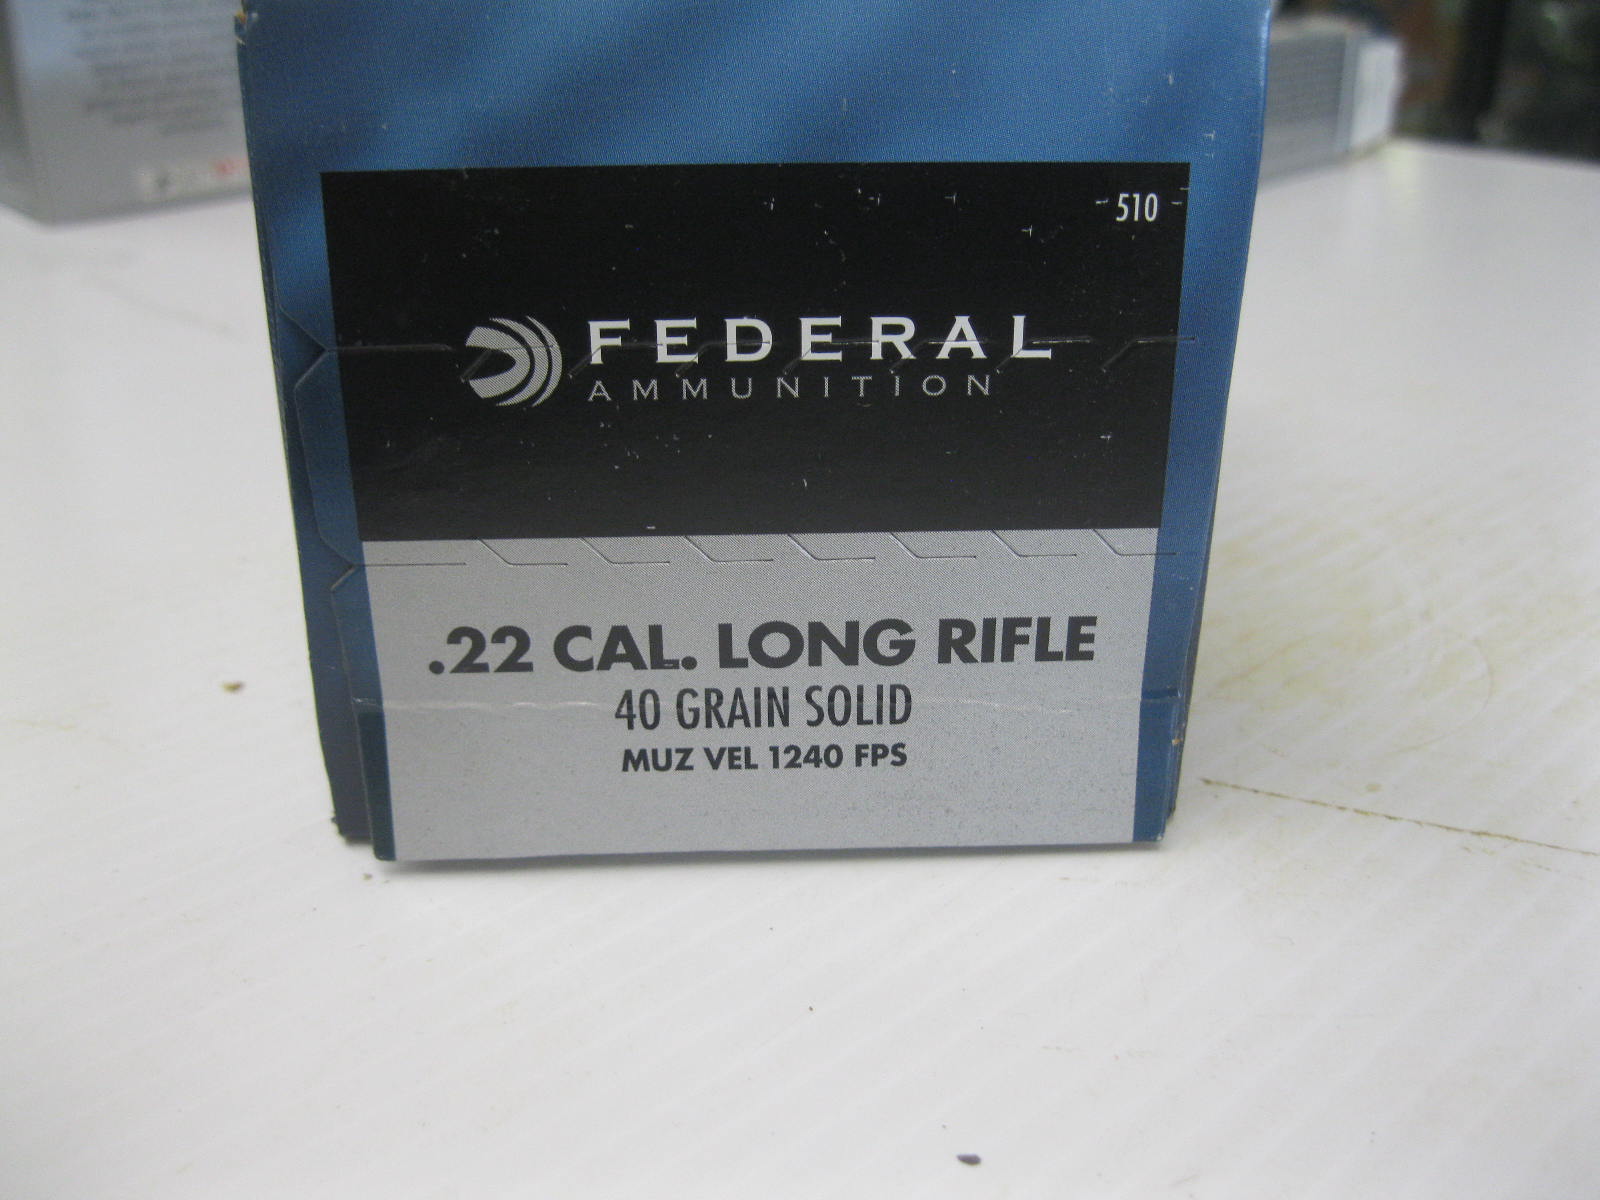 510
FEDERAL
AMMUNITION
.22 CAL. LONG RIFLE
40 GRAIN SOLID
MUZ VEL 1240 FPS